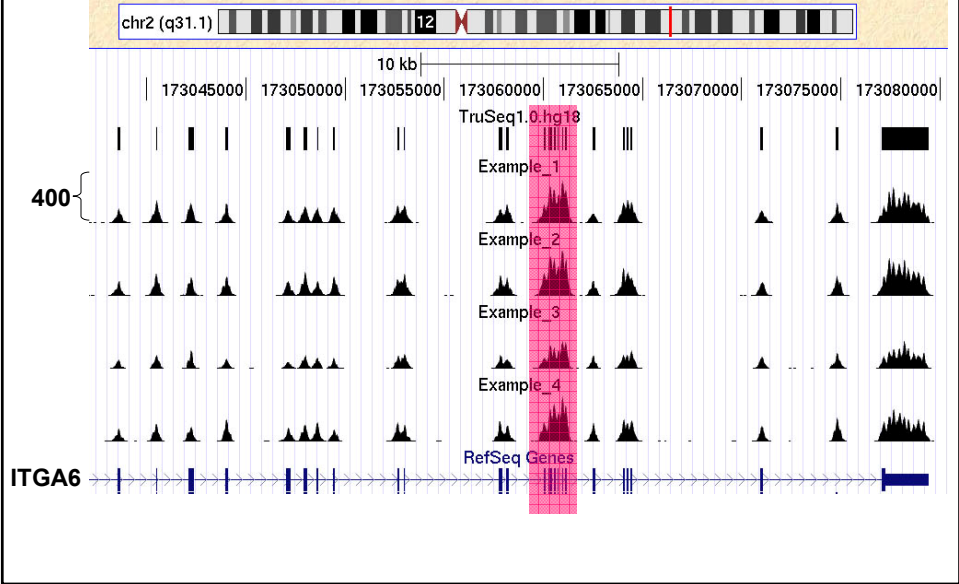 chr2 (q31.1) 12
10 kb
173045000 173050000 173055000 173060000 173065000 173070000 173075000 173080000
TruSeq1.0.hg18
Example_1
400
Example_2
Example_3
Example_4
RefSeq Genes
ITGA6